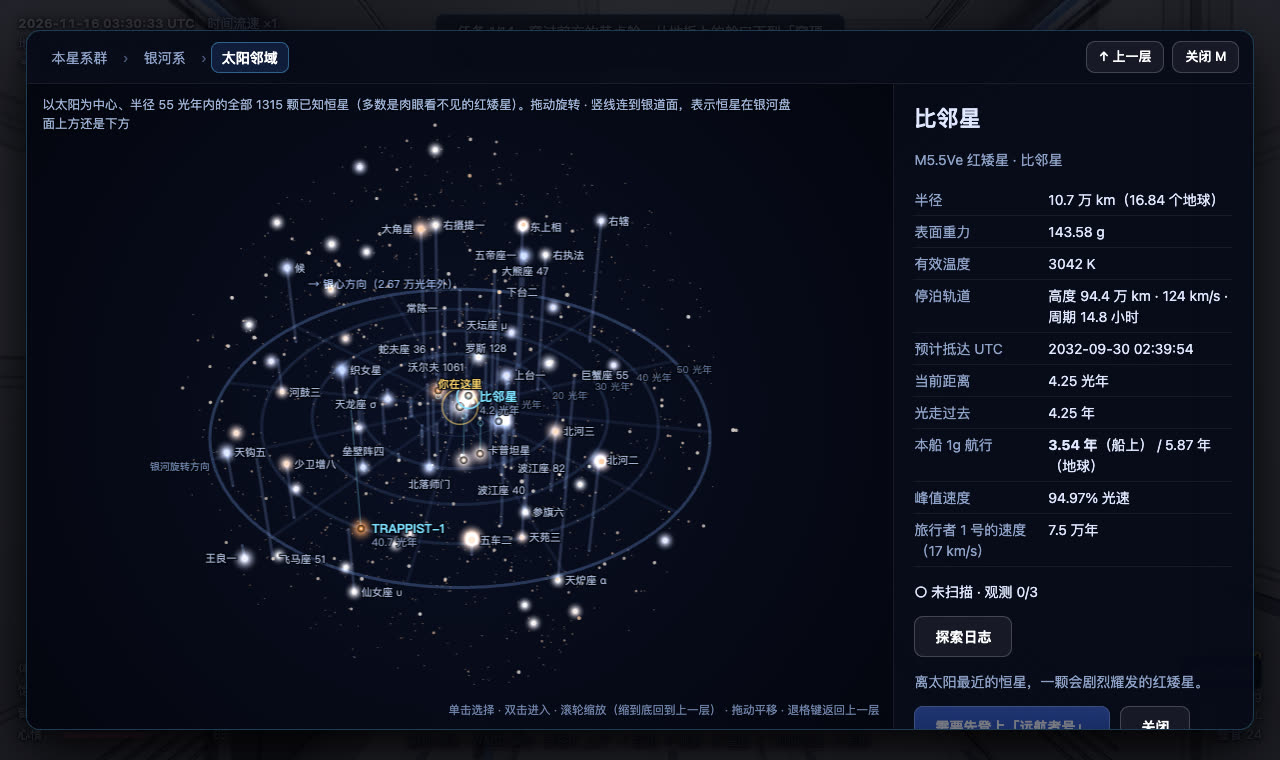 2026-11-16 03:30:33 UTC 时间流速 ×1
本星系群 › 银河系 › 太阳邻域
↑ 上一层 关闭 M
以太阳为中心、半径 55 光年内的全部 1315 颗已知恒星（多数是肉眼看不见的红矮星）。拖动旋转 · 竖线连到银道面，表示恒星在银河盘
面上方还是下方
大角星 右摄提一 东上相 右辖
五帝座一 右执法
候 大熊座 47
→ 银心方向（2.67 万光年外） 下台二
常陈一
天坛座 μ
蛇夫座 36 罗斯 128
织女星 沃尔夫 1061 上台一 巨蟹座 55 40 光年 50 光年
你在这里 30 光年
河鼓三 比邻星 20 光年
天龙座 σ 4.2 光年 光年
北河三
天钩五 垒壁阵四 卡普坦星
银河旋转方向 少卫增八 波江座 82 北河二
北落师门 波江座 40
参旗六
TRAPPIST-1
40.7 光年 五车二 天苑三
王良一 飞马座 51
仙女座 υ 天炉座 α
单击选择 · 双击进入 · 滚轮缩放（缩到底回到上一层） · 拖动平移 · 退格键返回上一层
比邻星
M5.5Ve 红矮星 · 比邻星
半径 10.7 万 km（16.84 个地球）
表面重力 143.58 g
有效温度 3042 K
停泊轨道 高度 94.4 万 km · 124 km/s ·
周期 14.8 小时
预计抵达 UTC 2032-09-30 02:39:54
当前距离 4.25 光年
光走过去 4.25 年
本船 1g 航行 3.54 年（船上） / 5.87 年
（地球）
峰值速度 94.97% 光速
旅行者 1 号的速度 7.5 万年
（17 km/s）
○ 未扫描 · 观测 0/3
探索日志
离太阳最近的恒星，一颗会剧烈耀发的红矮星。
需要先登上「远航者号」 关闭